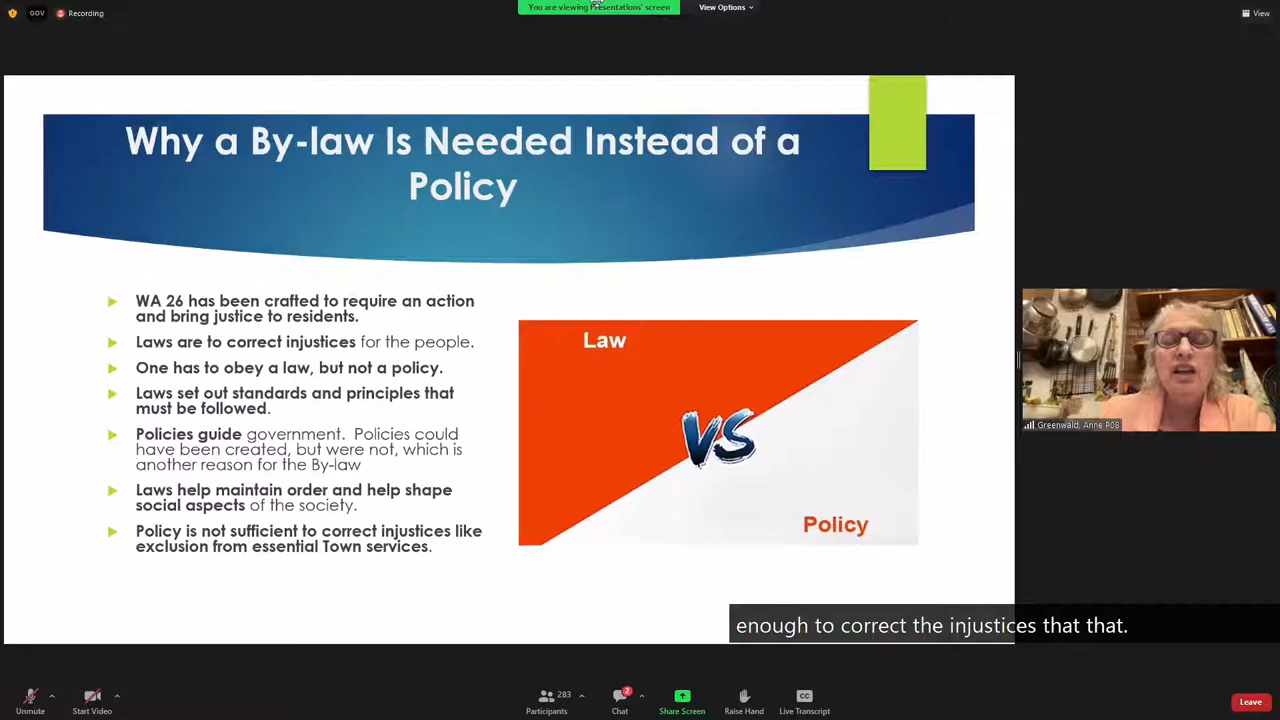 GOV
Recording
You are viewing Presentations' screen
View Options
View
Why a By-law Is Needed Instead of a
Policy
WA 26 has been crafted to require an action
and bring justice to residents.
Laws are to correct injustices for the people.
One has to obey a law, but not a policy.
Laws set out standards and principles that
must be followed.
Policies guide government. Policies could
have been created, but were not, which is
another reason for the By-law
Laws help maintain order and help shape
social aspects of the society.
Policy is not sufficient to correct injustices like
exclusion from essential Town services.
Law
VS
Policy
Greenwald, Anne P08
enough to correct the injustices that that.
Unmute
Start Video
283
Participants
2
Chat
Share Screen
Raise Hand
CC
Live Transcript
Leave